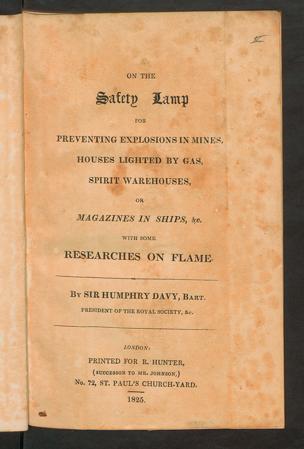 ON THE
Safety Lamp
FOR
PREVENTING EXPLOSIONS IN MINES,
HOUSES LIGHTED BY GAS,
SPIRIT WAREHOUSES,
OR
MAGAZINES IN SHIPS, &c.
WITH SOME
RESEARCHES ON FLAME.
BY SIR HUMPHRY DAVY, BART.
PRESIDENT OF THE ROYAL SOCIETY, &c.
LONDON:
PRINTED FOR R. HUNTER,
(SUCCESSOR TO MR. JOHNSON,)
No. 72, ST. PAUL'S CHURCH-YARD.
1825.